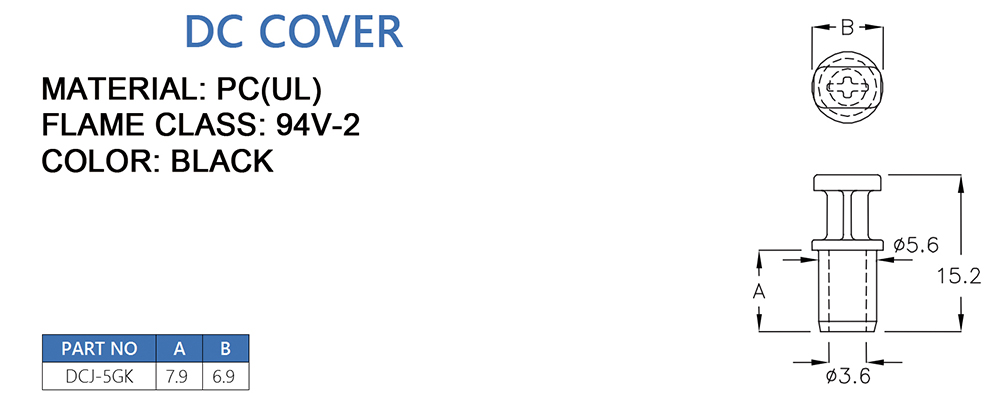 DC COVER
MATERIAL: PC(UL)
FLAME CLASS: 94V-2
COLOR: BLACK
B
ø5.6
15.2
A
ø3.6
PART NO A B
DCJ-5GK 7.9 6.9